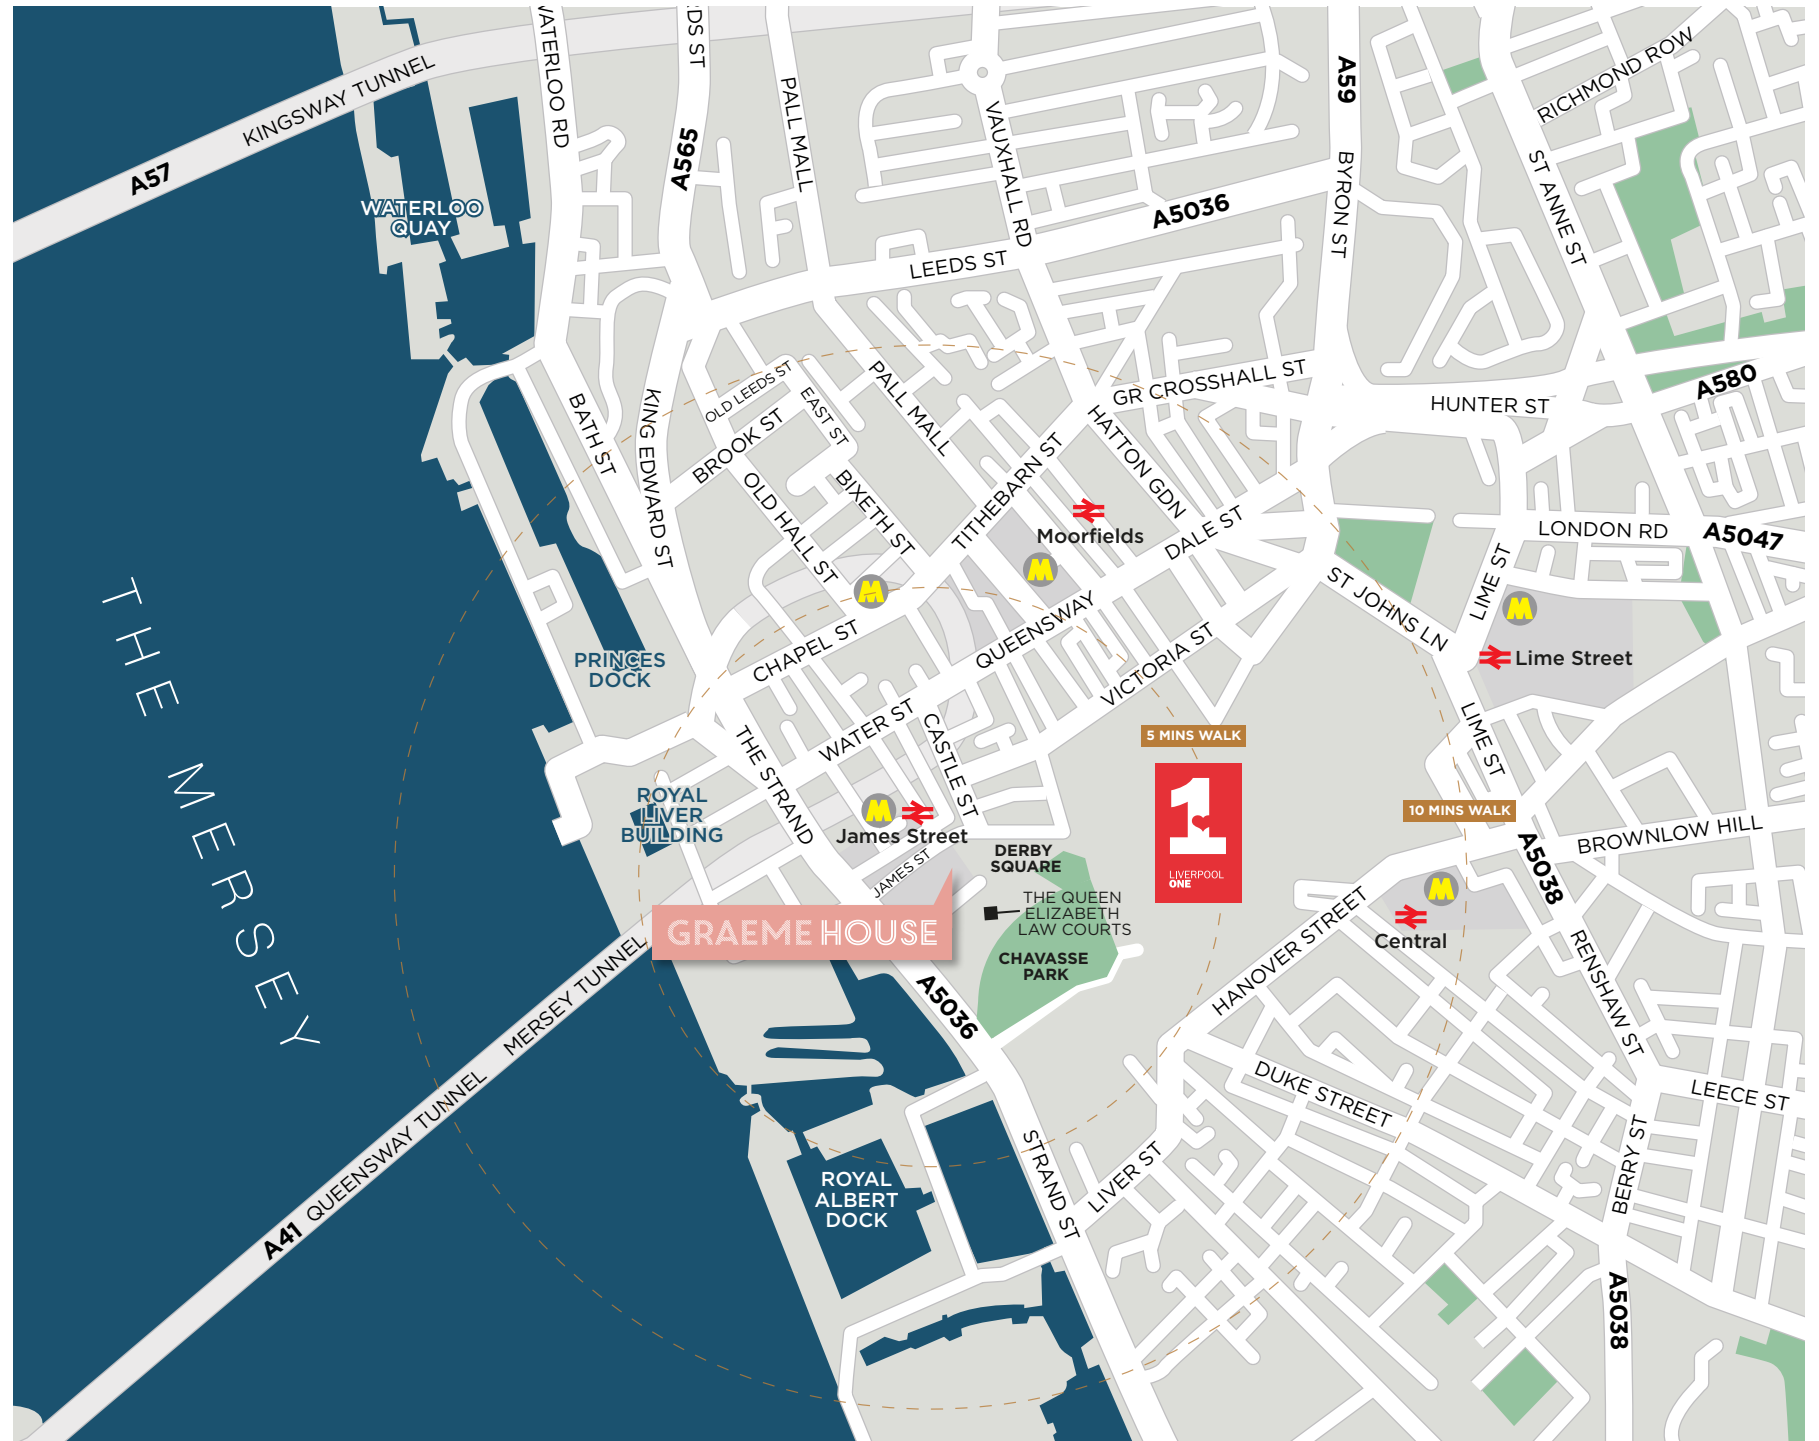 KINGSWAY TUNNEL
A57
WATERLOO
QUAY
WATERLOO RD
DS ST
A565
PALL MALL
VAUXHALL RD
LEEDS ST
A5036
A59
BYRON ST
ST ANNE ST
RICHMOND ROW
A580
HUNTER ST
GR CROSSHALL ST
OLD LEEDS ST
EAST ST
BROOK ST
PALL MALL
BATH ST
KING EDWARD ST
OLD HALL ST
BIXETH ST
TITHEBARN ST
HATTON GDN
Moorfields
DALE ST
LONDON RD
A5047
LIME ST
ST JOHNS LN
Lime Street
LIME ST
THE MERSEY
PRINCES
DOCK
CHAPEL ST
QUEENSWAY
VICTORIA ST
WATER ST
CASTLE ST
THE STRAND
5 MINS WALK
1
LIVERPOOL
ONE
10 MINS WALK
BROWNLOW HILL
A5038
ROYAL
LIVER
BUILDING
James Street
JAMES ST
DERBY
SQUARE
THE QUEEN
ELIZABETH
LAW COURTS
CHAVASSE
PARK
GRAEME HOUSE
Central
HANOVER STREET
RENSHAW ST
MERSEY TUNNEL
A5036
QUEENSWAY TUNNEL
A41
DUKE STREET
LEECE ST
BERRY ST
STRAND ST
LIVER ST
ROYAL
ALBERT
DOCK
A5038